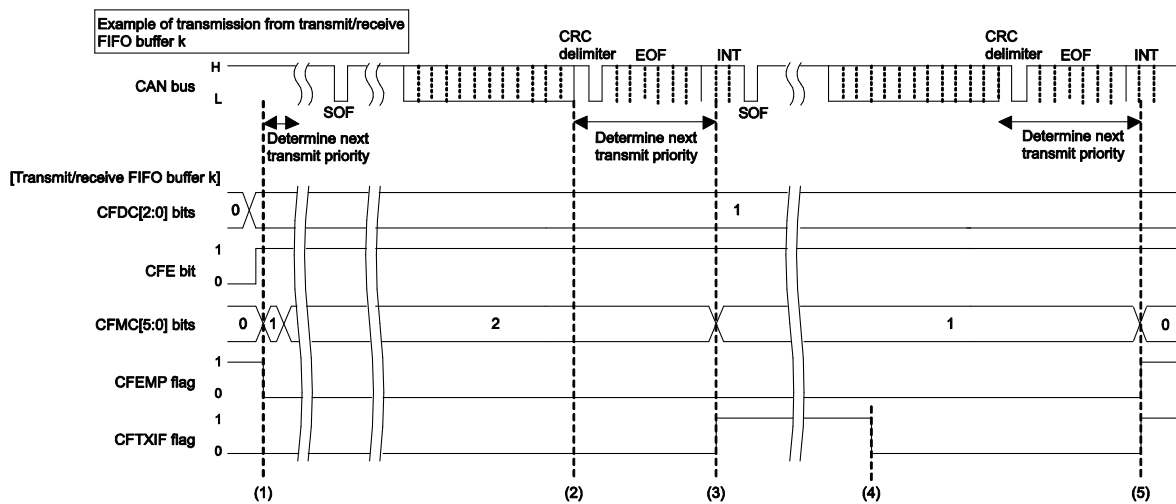 Example of transmission from transmit/receive
FIFO buffer k
CRC
delimiter
EOF
INT
CRC
delimiter
EOF
INT
H
CAN bus
L
SOF
SOF
Determine next
transmit priority
Determine next
transmit priority
Determine next
transmit priority
[Transmit/receive FIFO buffer k]
CFDC[2:0] bits
0
1
1
CFE bit
0
CFMC[5:0] bits
0
1
2
1
0
1
CFEMP flag
0
1
CFTXIF flag
0
(1)
(2)
(3)
(4)
(5)